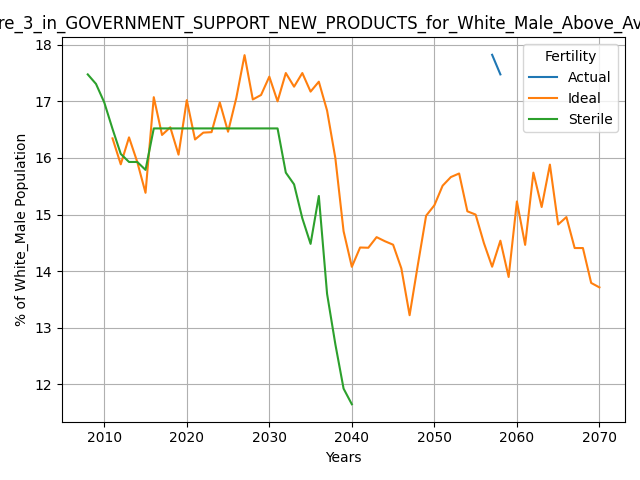 re_3_in_GOVERNMENT_SUPPORT_NEW_PRODUCTS_for_White_Male_Above_Av
Fertility
Actual
Ideal
Sterile
% of White_Male Population
18
17
16
15
14
13
12
2010 2020 2030 2040 2050 2060 2070
Years